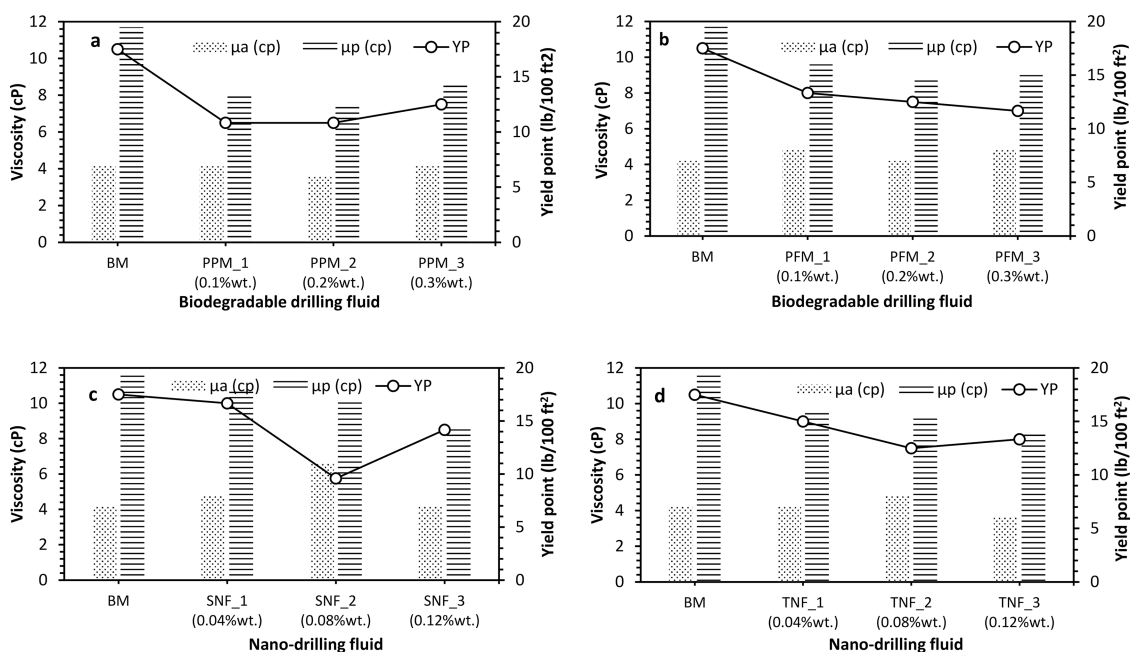 a
µa (cp) µp (cp) YP
12
10
8
6
4
2
0
Viscosity (cP)
20
15
10
5
0
Yield point (lb/100 ft2)
BM PPM_1 PPM_2 PPM_3
(0.1%wt.) (0.2%wt.) (0.3%wt.)
Biodegradable drilling fluid
b
µa (cp) µp (cp) YP
12
10
8
6
4
2
0
Viscosity (cP)
20
15
10
5
0
Yield point (lb/100 ft²)
BM PFM_1 PFM_2 PFM_3
(0.1%wt.) (0.2%wt.) (0.3%wt.)
Biodegradable drilling fluid
c
µa (cp) µp (cp) YP
12
10
8
6
4
2
0
Viscosity (cP)
20
15
10
5
0
Yield point (lb/100 ft²)
BM SNF_1 SNF_2 SNF_3
(0.04%wt.) (0.08%wt.) (0.12%wt.)
Nano-drilling fluid
d
µa (cp) µp (cp) YP
12
10
8
6
4
2
0
Viscosity (cP)
20
15
10
5
0
Yield point (lb/100 ft²)
BM TNF_1 TNF_2 TNF_3
(0.04%wt.) (0.08%wt.) (0.12%wt.)
Nano-drilling fluid